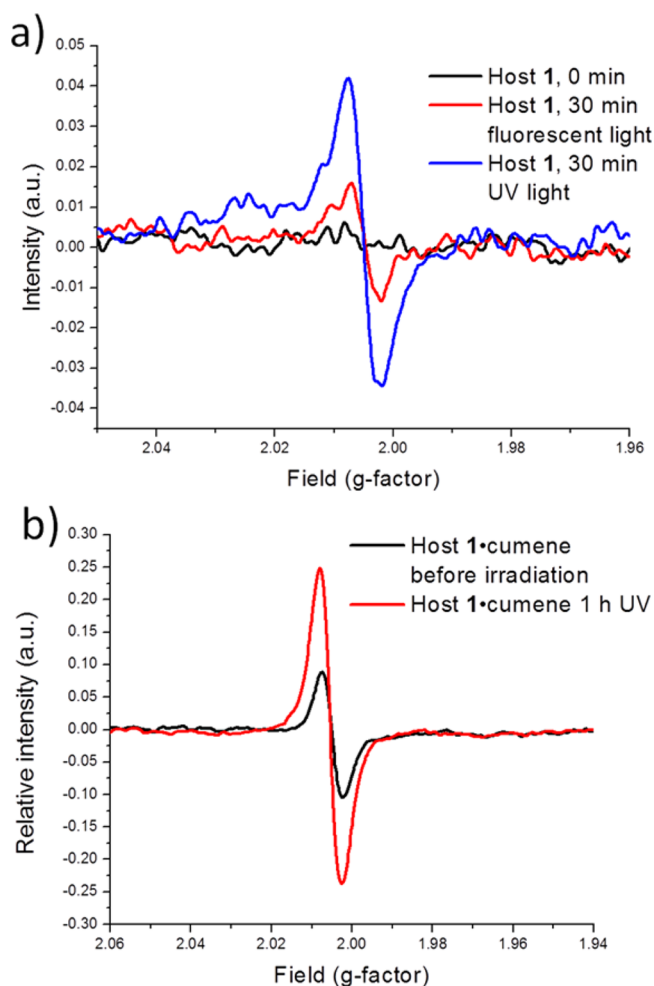 a)
0.05
0.04
0.03
0.02
0.01
0.00
-0.01
-0.02
-0.03
-0.04
Intensity (a.u.)
Host 1, 0 min
Host 1, 30 min
fluorescent light
Host 1, 30 min
UV light
2.04 2.02 2.00 1.98 1.96
Field (g-factor)
b)
0.30
0.25
0.20
0.15
0.10
0.05
0.00
-0.05
-0.10
-0.15
-0.20
-0.25
-0.30
Relative intensity (a.u.)
Host 1•cumene
before irradiation
Host 1•cumene 1 h UV
2.06 2.04 2.02 2.00 1.98 1.96 1.94
Field (g-factor)